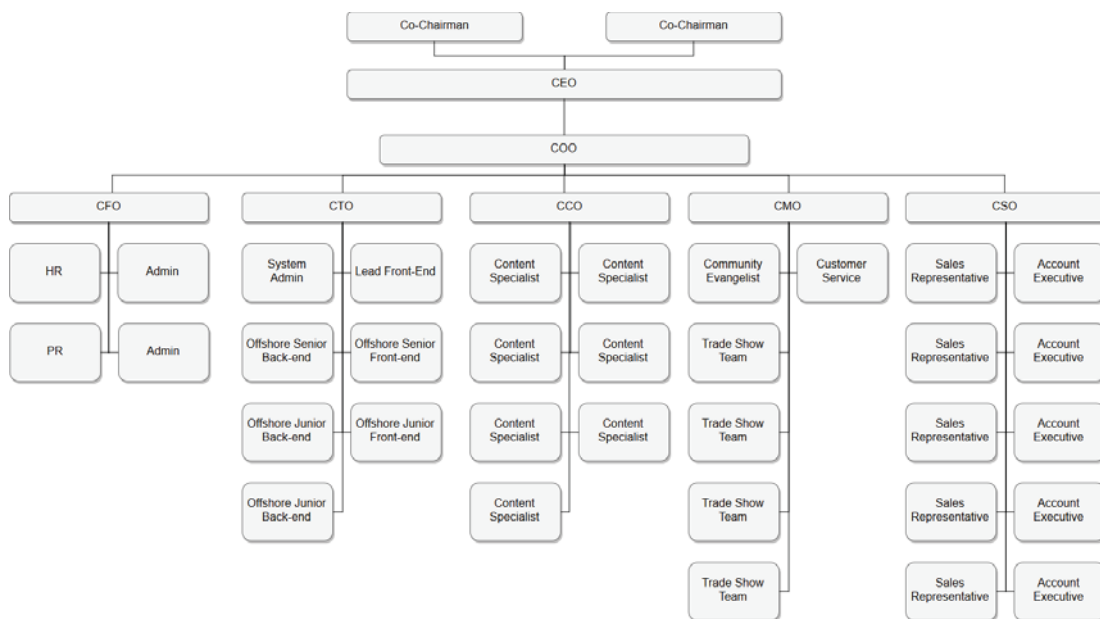 Co-Chairman
Co-Chairman
CEO
COO
CFO
CTO
CCO
CMO
CSO
HR
Admin
PR
Admin
System
Admin
Lead Front-End
Offshore Senior
Back-end
Offshore Senior
Front-end
Offshore Junior
Back-end
Offshore Junior
Front-end
Offshore Junior
Back-end
Content
Specialist
Content
Specialist
Content
Specialist
Content
Specialist
Content
Specialist
Content
Specialist
Content
Specialist
Community
Evangelist
Customer
Service
Trade Show
Team
Trade Show
Team
Trade Show
Team
Trade Show
Team
Sales
Representative
Account
Executive
Sales
Representative
Account
Executive
Sales
Representative
Account
Executive
Sales
Representative
Account
Executive
Sales
Representative
Account
Executive